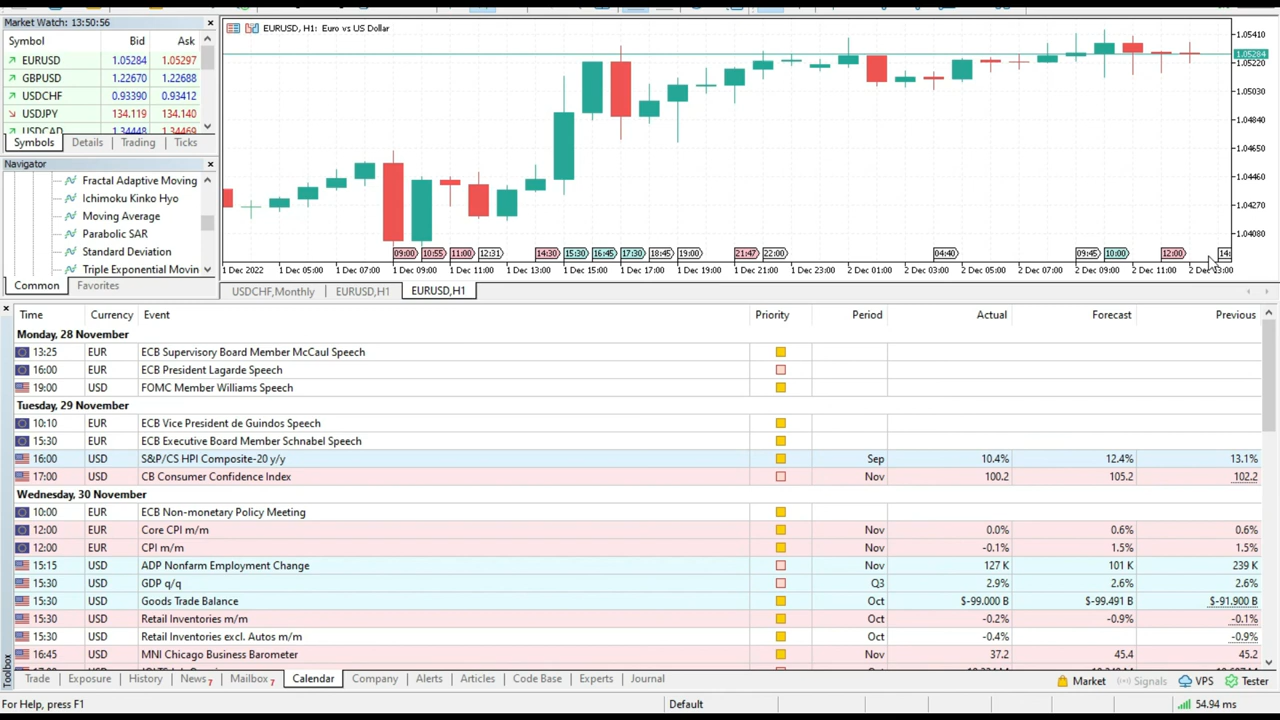 Market Watch: 13:50:56
Symbol Bid Ask
EURUSD 1.05284 1.05297
GBPUSD 1.22670 1.22688
USDCHF 0.93390 0.93412
USDJPY 134.119 134.140
USDCAD 1.34448 1.34469
Symbols Details Trading Ticks
Navigator
Fractal Adaptive Moving
Ichimoku Kinko Hyo
Moving Average
Parabolic SAR
Standard Deviation
Triple Exponential Movin
Common Favorites
EURUSD, H1: Euro vs US Dollar
1.05410
1.05284
1.05220
1.05030
1.04840
1.04650
1.04460
1.04270
1.04080
09:00 10:55 11:00 12:31 14:30 15:30 16:45 17:30 18:45 19:00 21:47 22:00 04:40 09:45 10:00 12:00 14:
1 Dec 2022 1 Dec 05:00 1 Dec 07:00 1 Dec 09:00 1 Dec 11:00 1 Dec 13:00 1 Dec 15:00 1 Dec 17:00 1 Dec 19:00 1 Dec 21:00 1 Dec 23:00 2 Dec 01:00 2 Dec 03:00 2 Dec 05:00 2 Dec 07:00 2 Dec 09:00 2 Dec 11:00 2 Dec 13:00
USDCHF,Monthly EURUSD,H1 EURUSD,H1
Time Currency Event Priority Period Actual Forecast Previous
Monday, 28 November
13:25 EUR ECB Supervisory Board Member McCaul Speech
16:00 EUR ECB President Lagarde Speech
19:00 USD FOMC Member Williams Speech
Tuesday, 29 November
10:10 EUR ECB Vice President de Guindos Speech
15:30 EUR ECB Executive Board Member Schnabel Speech
16:00 USD S&P/CS HPI Composite-20 y/y Sep 10.4% 12.4% 13.1%
17:00 USD CB Consumer Confidence Index Nov 100.2 105.2 102.2
Wednesday, 30 November
10:00 EUR ECB Non-monetary Policy Meeting
12:00 EUR Core CPI m/m Nov 0.0% 0.6% 0.6%
12:00 EUR CPI m/m Nov -0.1% 1.5% 1.5%
15:15 USD ADP Nonfarm Employment Change Nov 127 K 101 K 239 K
15:30 USD GDP q/q Q3 2.9% 2.6% 2.6%
15:30 USD Goods Trade Balance Oct $-99.000 B $-99.491 B $-91.900 B
15:30 USD Retail Inventories m/m Oct -0.2% -0.9% -0.1%
15:30 USD Retail Inventories excl. Autos m/m Oct -0.4% -0.9%
16:45 USD MNI Chicago Business Barometer Nov 37.2 45.4 45.2
Toolbox
Trade Exposure History News 7 Mailbox 7 Calendar Company Alerts Articles Code Base Experts Journal
Market Signals VPS Tester
For Help, press F1 Default 54.94 ms